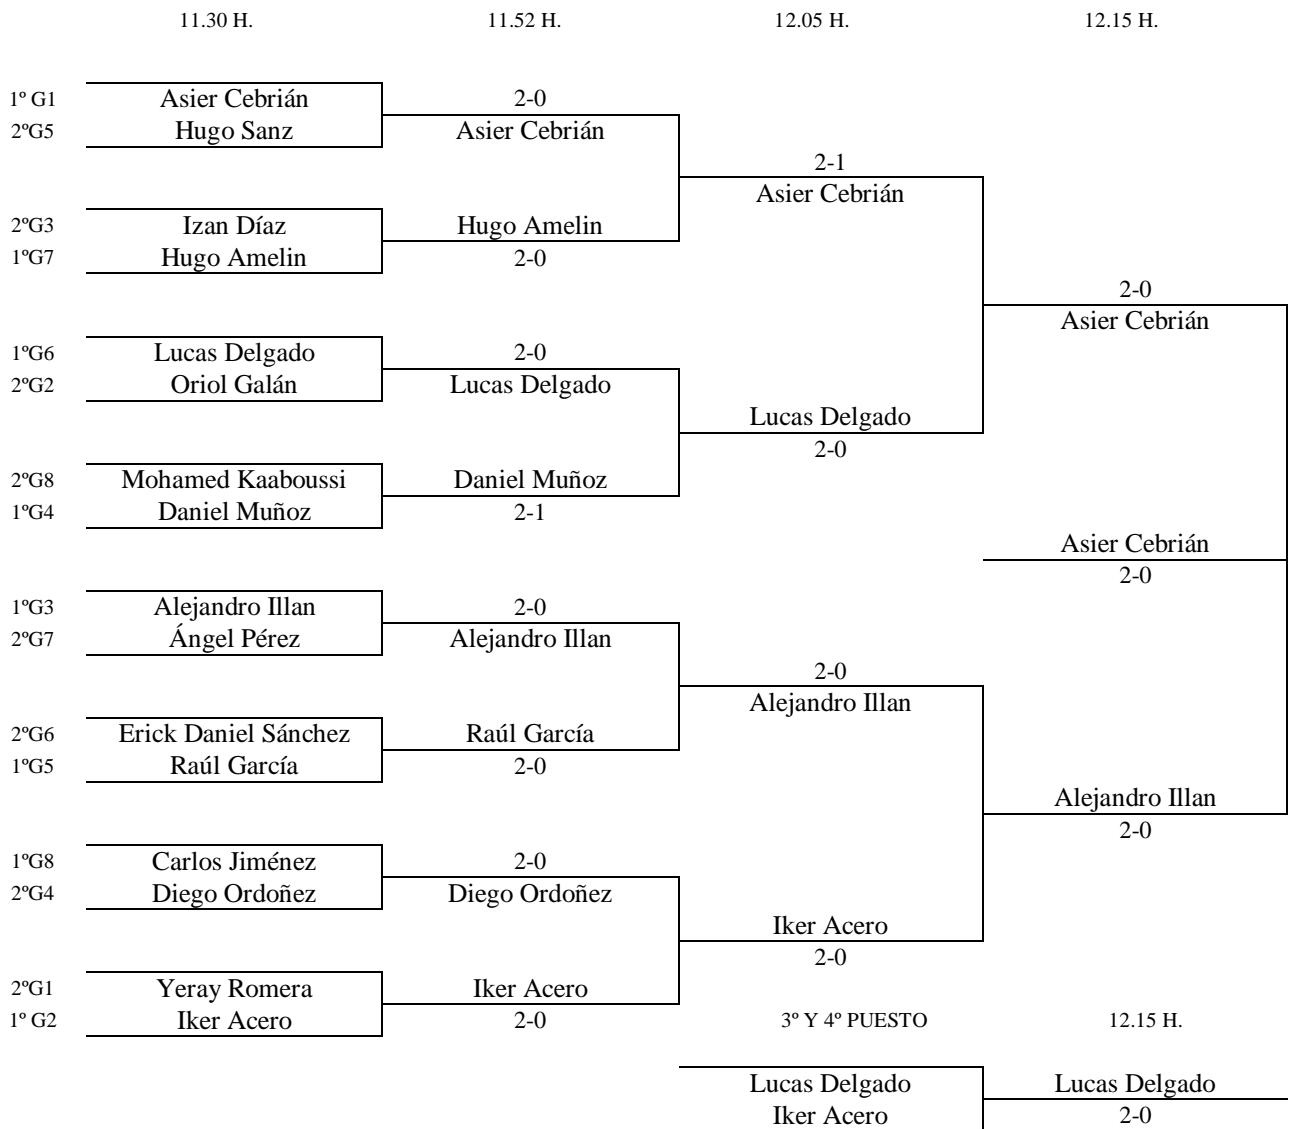 11.30 H. 11.52 H. 12.05 H. 12.15 H.
1º G1 Asier Cebrián 2-0
2ºG5 Hugo Sanz Asier Cebrián
2-1
Asier Cebrián
2ºG3 Izan Díaz Hugo Amelin
1ºG7 Hugo Amelin 2-0
2-0
Asier Cebrián
1ºG6 Lucas Delgado 2-0
2ºG2 Oriol Galán Lucas Delgado
Lucas Delgado
2-0
2ºG8 Mohamed Kaaboussi Daniel Muñoz
1ºG4 Daniel Muñoz 2-1
Asier Cebrián
2-0
1ºG3 Alejandro Illan 2-0
2ºG7 Ángel Pérez Alejandro Illan
2-0
Alejandro Illan
2ºG6 Erick Daniel Sánchez Raúl García
1ºG5 Raúl García 2-0
Alejandro Illan
2-0
1ºG8 Carlos Jiménez 2-0
2ºG4 Diego Ordoñez Diego Ordoñez
Iker Acero
2-0
2ºG1 Yeray Romera Iker Acero
1º G2 Iker Acero 2-0 3º Y 4º PUESTO 12.15 H.
Lucas Delgado Lucas Delgado
Iker Acero 2-0